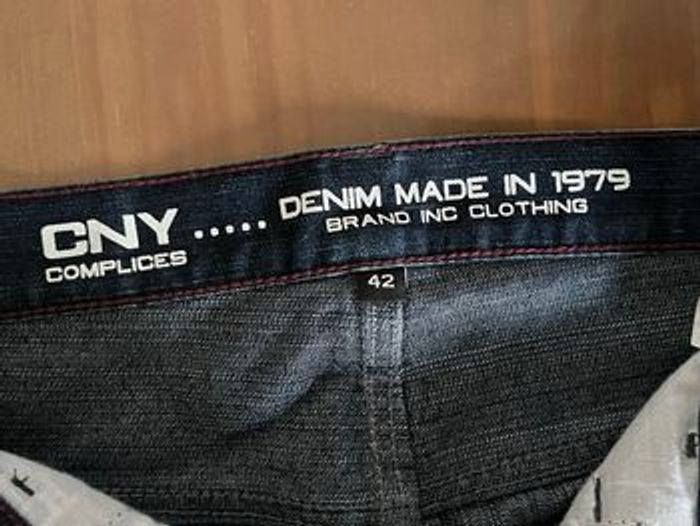 CNY ..... DENIM MADE IN 1979
COMPLICES BRAND INC CLOTHING
42